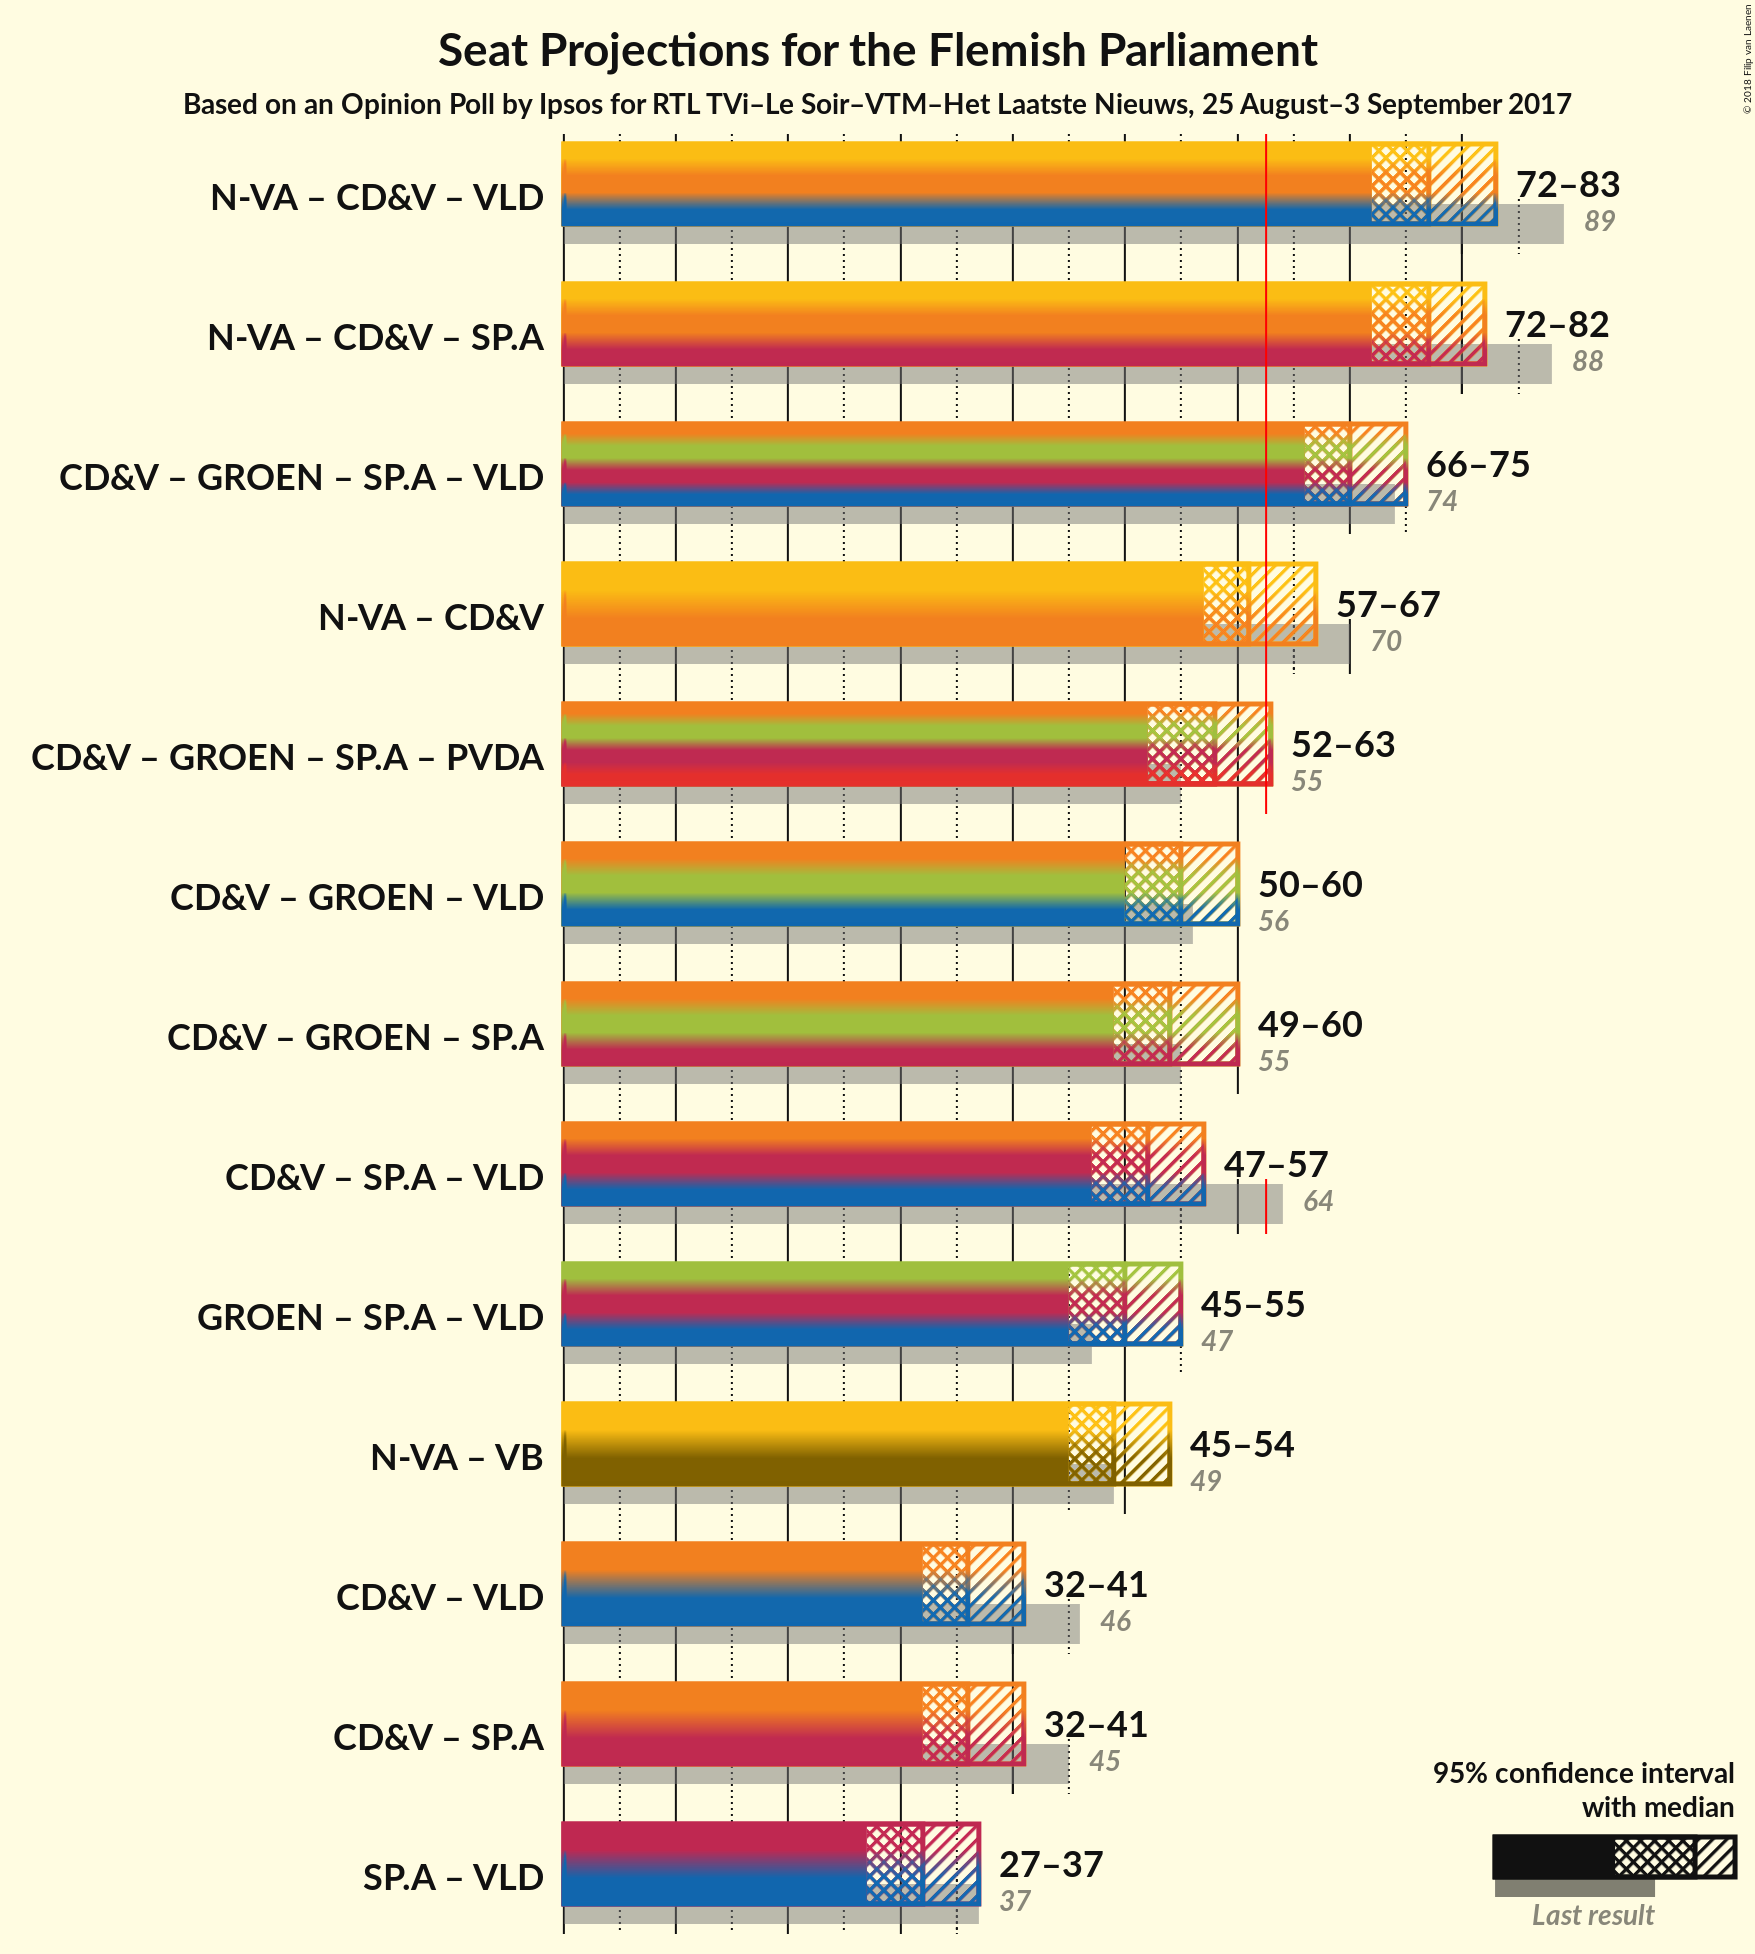 Seat Projections for the Flemish Parliament
Based on an Opinion Poll by Ipsos for RTL TVi–Le Soir–VTM–Het Laatste Nieuws, 25 August–3 September 2017
© 2018 Filip van Laenen
N-VA – CD&V – VLD
72–83
89
N-VA – CD&V – SP.A
72–82
88
CD&V – GROEN – SP.A – VLD
66–75
74
N-VA – CD&V
57–67
70
CD&V – GROEN – SP.A – PVDA
52–63
55
CD&V – GROEN – VLD
50–60
56
CD&V – GROEN – SP.A
49–60
55
CD&V – SP.A – VLD
47–57
64
GROEN – SP.A – VLD
45–55
47
N-VA – VB
45–54
49
CD&V – VLD
32–41
46
CD&V – SP.A
32–41
45
SP.A – VLD
27–37
37
95% confidence interval
with median
Last result